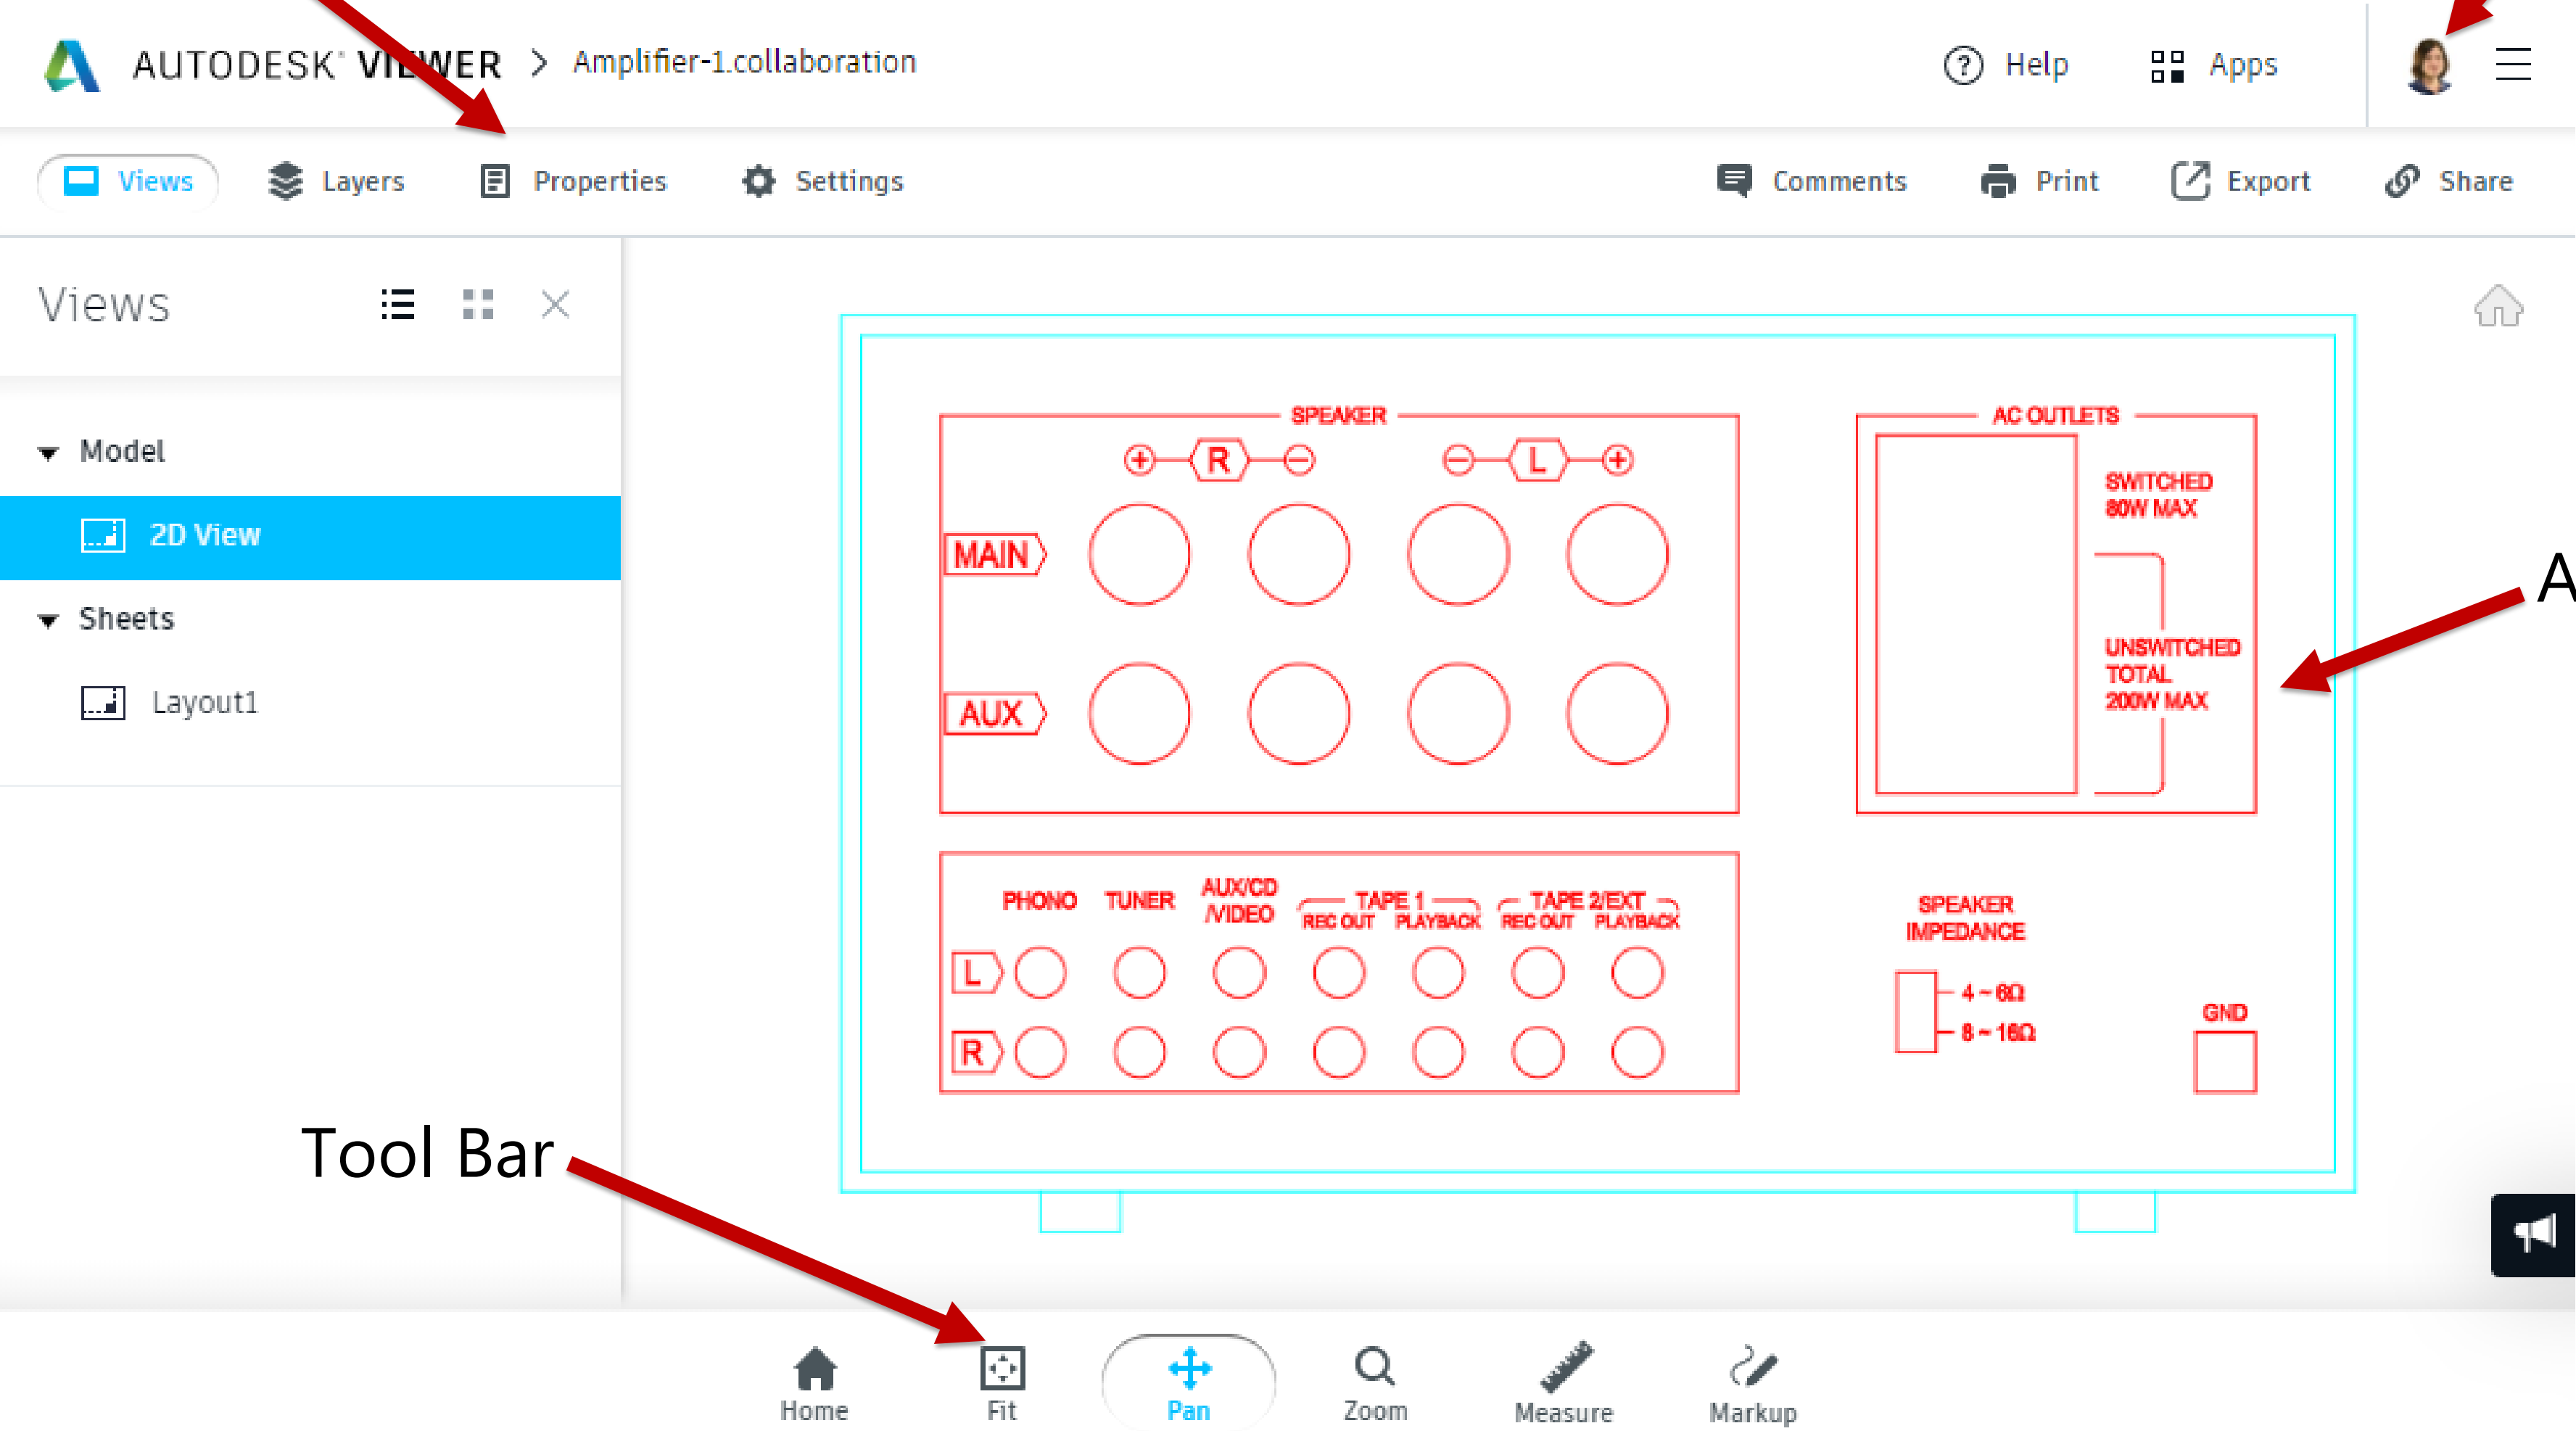 AUTODESK® VIEWER > Amplifier-1.collaboration
Help
Apps
Views
Layers
Properties
Settings
Comments
Print
Export
Share
Views
Model
2D View
Sheets
Layout1
SPEAKER
+ R − − L +
MAIN
AUX
AC OUTLETS
SWITCHED
80W MAX
UNSWITCHED
TOTAL
200W MAX
A
PHONO
TUNER
AUX/CD
/VIDEO
TAPE 1
REC OUT PLAYBACK
TAPE 2/EXT
REC OUT PLAYBACK
L
R
SPEAKER
IMPEDANCE
4 ~ 6Ω
8 ~ 16Ω
GND
Tool Bar
Home
Fit
Pan
Zoom
Measure
Markup